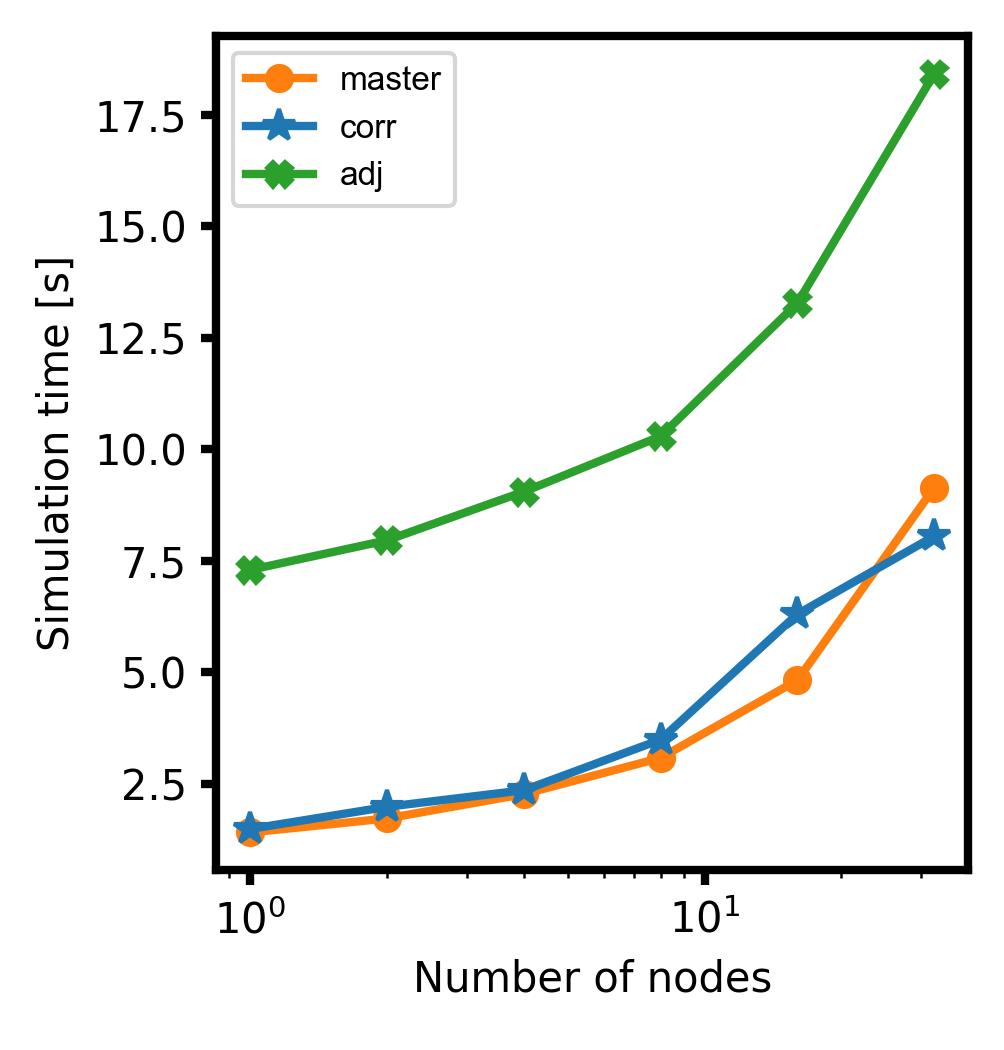 master
corr
adj
17.5
15.0
12.5
10.0
7.5
5.0
2.5
Simulation time [s]
10⁰
10¹
Number of nodes